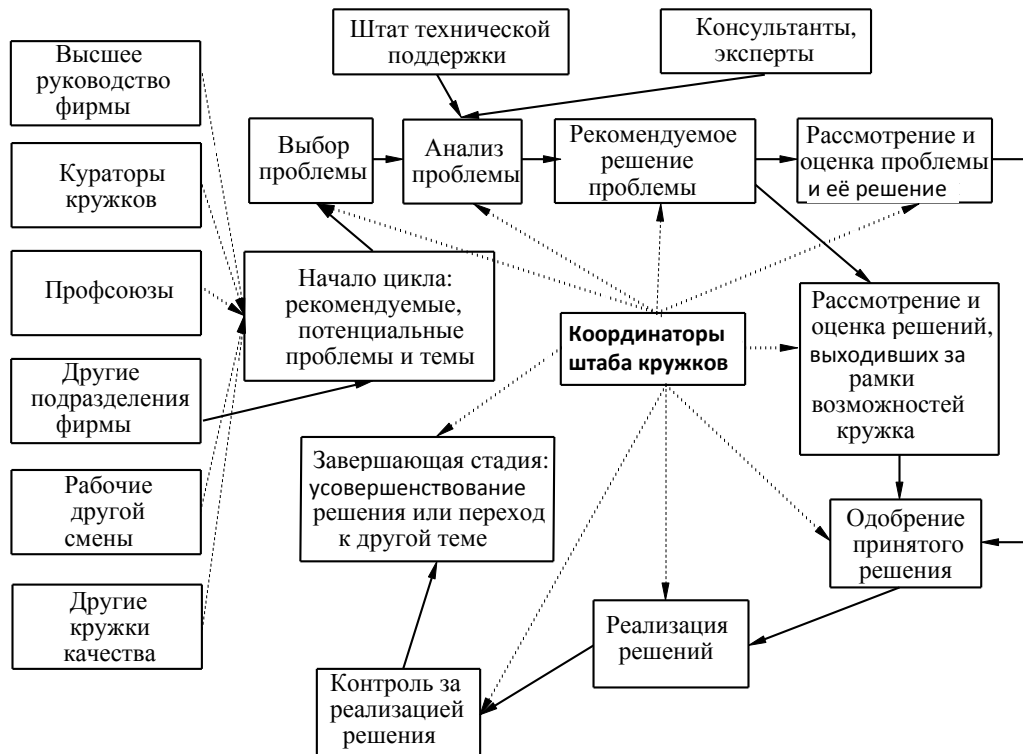 Штат технической
поддержки
Консультанты,
эксперты
Высшее
руководство
фирмы
Кураторы
кружков
Профсоюзы
Другие
подразделения
фирмы
Рабочие
другой
смены
Другие
кружки
качества
Выбор
проблемы
Анализ
проблемы
Рекомендуемое
решение
проблемы
Рассмотрение и
оценка проблемы
и её решение
Начало цикла:
рекомендуемые,
потенциальные
проблемы и темы
Координаторы
штаба кружков
Рассмотрение и
оценка решений,
выходивших за
рамки
возможностей
кружка
Завершающая стадия:
усовершенствование
решения или переход
к другой теме
Одобрение
принятого
решения
Реализация
решений
Контроль за
реализацией
решения